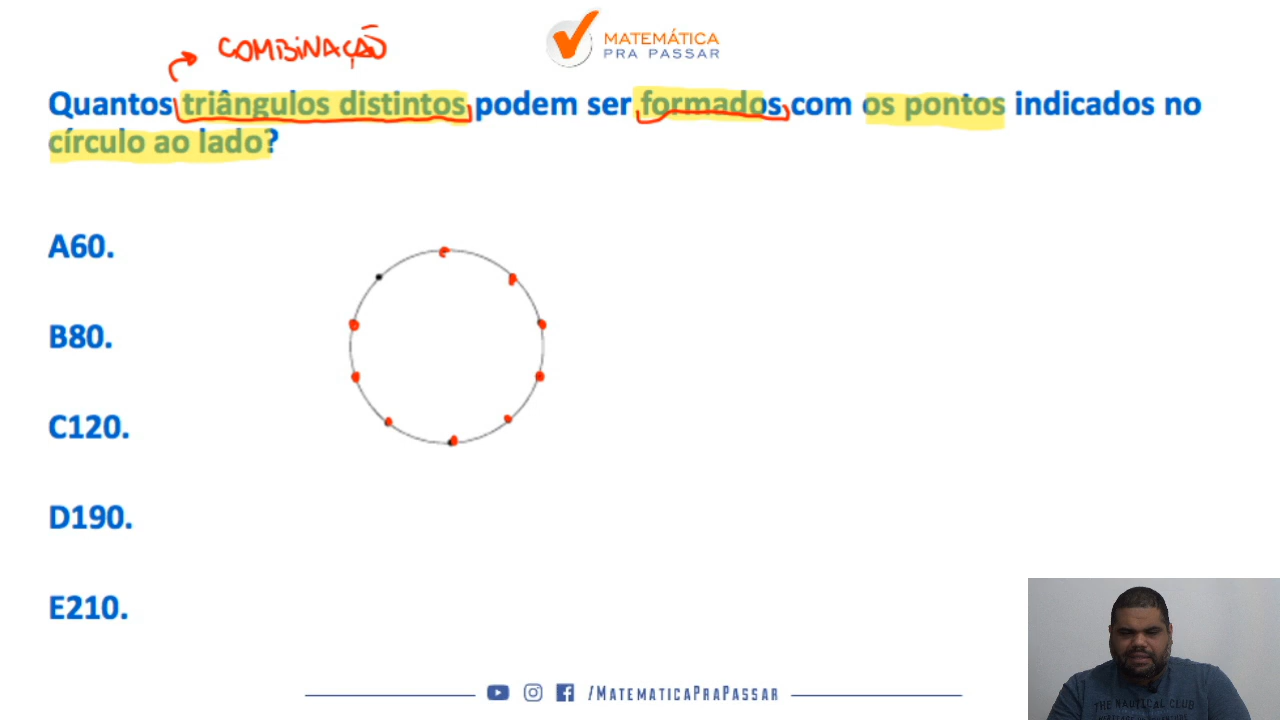 COMBINAÇÃO
MATEMÁTICA
PRA PASSAR
Quantos triângulos distintos podem ser formados com os pontos indicados no
círculo ao lado?
A60.
B80.
C120.
D190.
E210.
THE NAUTICAL CLUB
/MATEMATICAPRAPASSAR